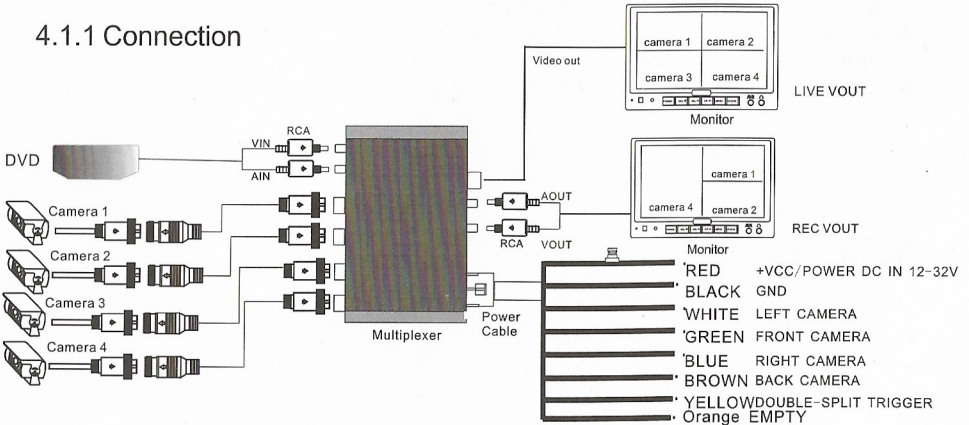 4.1.1 Connection
camera 1 camera 2
camera 3 camera 4
Video out
LIVE VOUT
Monitor
DVD
VIN
RCA
AIN
Camera 1
Camera 2
Camera 3
Camera 4
Multiplexer
AOUT
RCA
VOUT
camera 1
camera 4 camera 2
REC VOUT
Monitor
Power
Cable
RED +VCC/POWER DC IN 12-32V
BLACK GND
WHITE LEFT CAMERA
GREEN FRONT CAMERA
BLUE RIGHT CAMERA
BROWN BACK CAMERA
YELLOW DOUBLE-SPLIT TRIGGER
Orange EMPTY